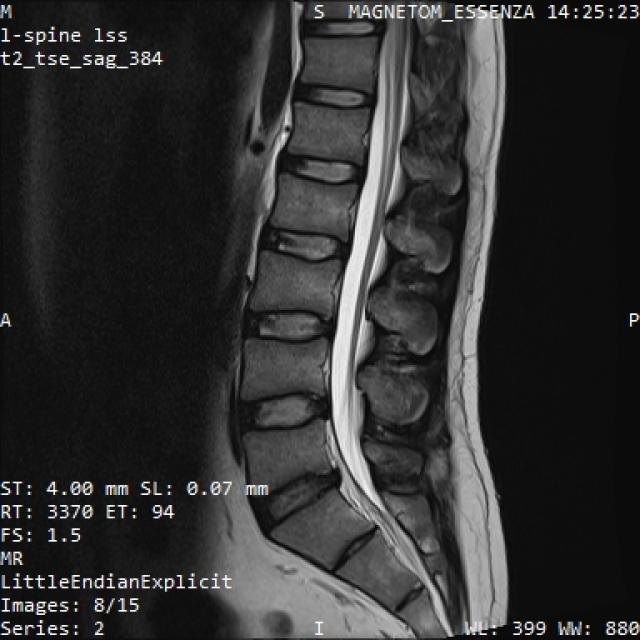 M
S MAGNETOM_ESSENZA 14:25:23
l-spine lss
t2_tse_sag_384
A
P
ST: 4.00 mm SL: 0.07 mm
RT: 3370 ET: 94
FS: 1.5
MR
LittleEndianExplicit
Images: 8/15
Series: 2
I
WL: 399 WW: 880